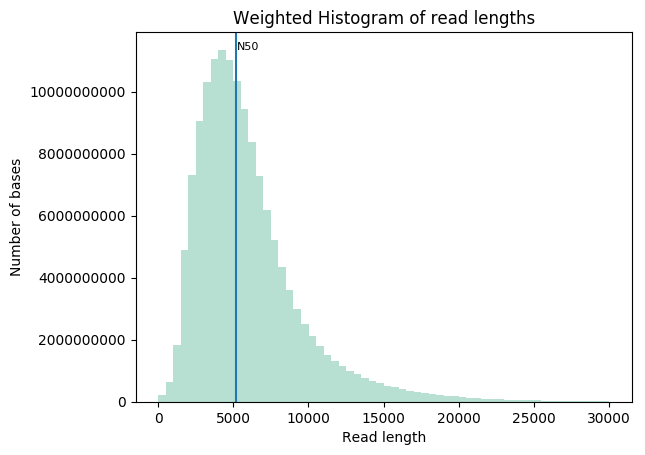 Weighted Histogram of read lengths
N50
10000000000
8000000000
6000000000
4000000000
2000000000
0
Number of bases
0 5000 10000 15000 20000 25000 30000
Read length